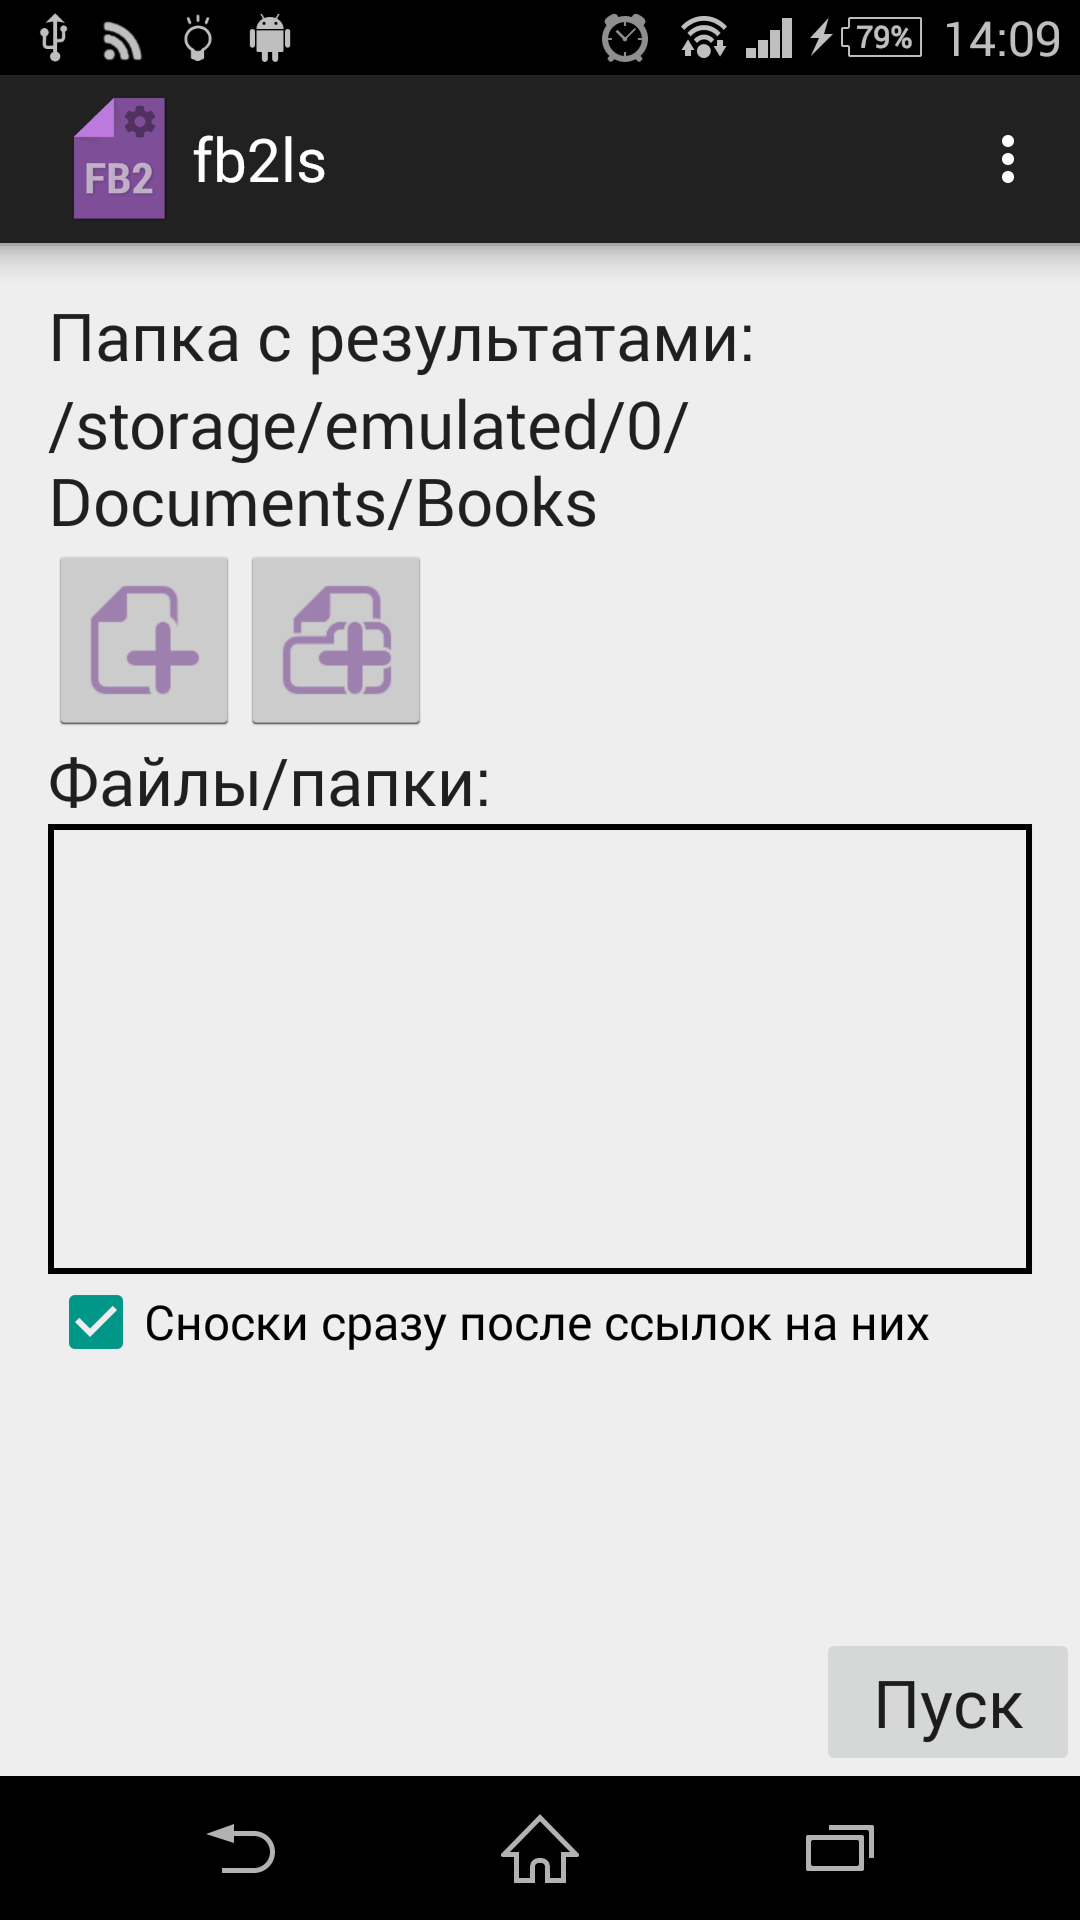 79% 14:09
FB2 fb2ls
Папка с результатами:
/storage/emulated/0/
Documents/Books
Файлы/папки:
Сноски сразу после ссылок на них
Пуск